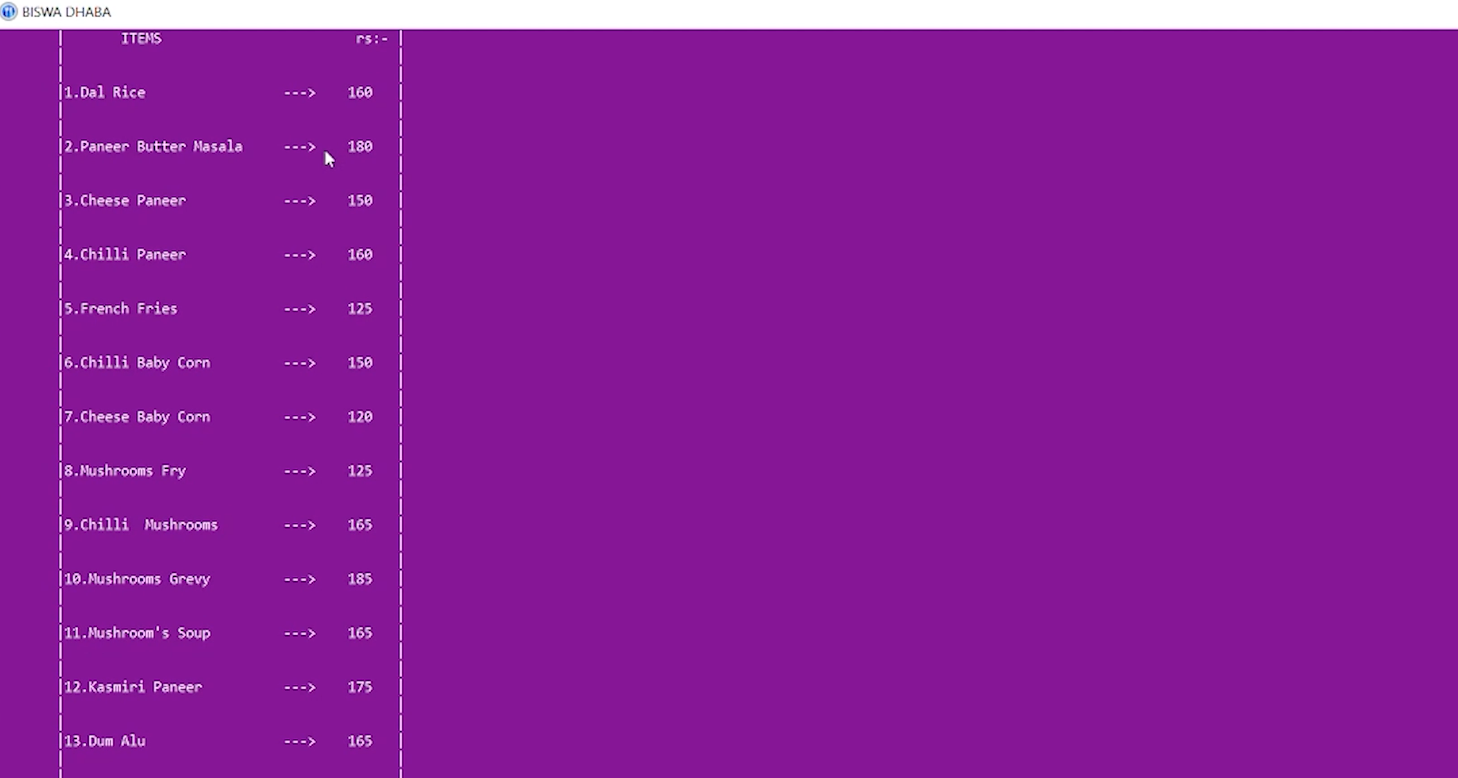 BISWA DHABA
ITEMS rs:-
1.Dal Rice ---> 160
2.Paneer Butter Masala ---> 180
3.Cheese Paneer ---> 150
4.Chilli Paneer ---> 160
5.French Fries ---> 125
6.Chilli Baby Corn ---> 150
7.Cheese Baby Corn ---> 120
8.Mushrooms Fry ---> 125
9.Chilli  Mushrooms ---> 165
10.Mushrooms Grevy ---> 185
11.Mushroom's Soup ---> 165
12.Kasmiri Paneer ---> 175
13.Dum Alu ---> 165